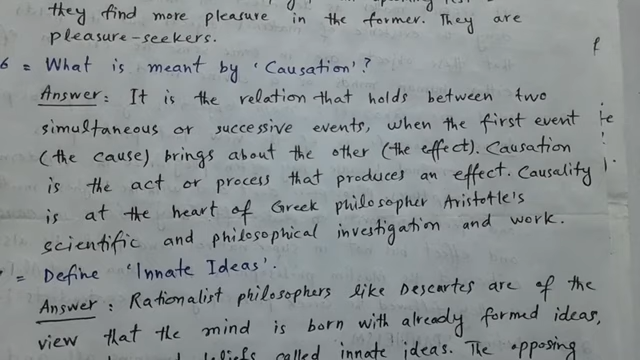 they find more pleasure in the former. They are
pleasure-seekers.
6 = What is meant by 'Causation'?
Answer: It is the relation that holds between two
simultaneous or successive events, when the first event
(the cause) brings about the other (the effect). Causation
is the act or process that produces an effect. Causality
is at the heart of Greek philosopher Aristotle's
scientific and philosophical investigation and work.
= Define 'Innate Ideas'.
Answer: Rationalist philosophers like Descartes are of the
view that the mind is born with already formed ideas,
beliefs called innate ideas. The opposing